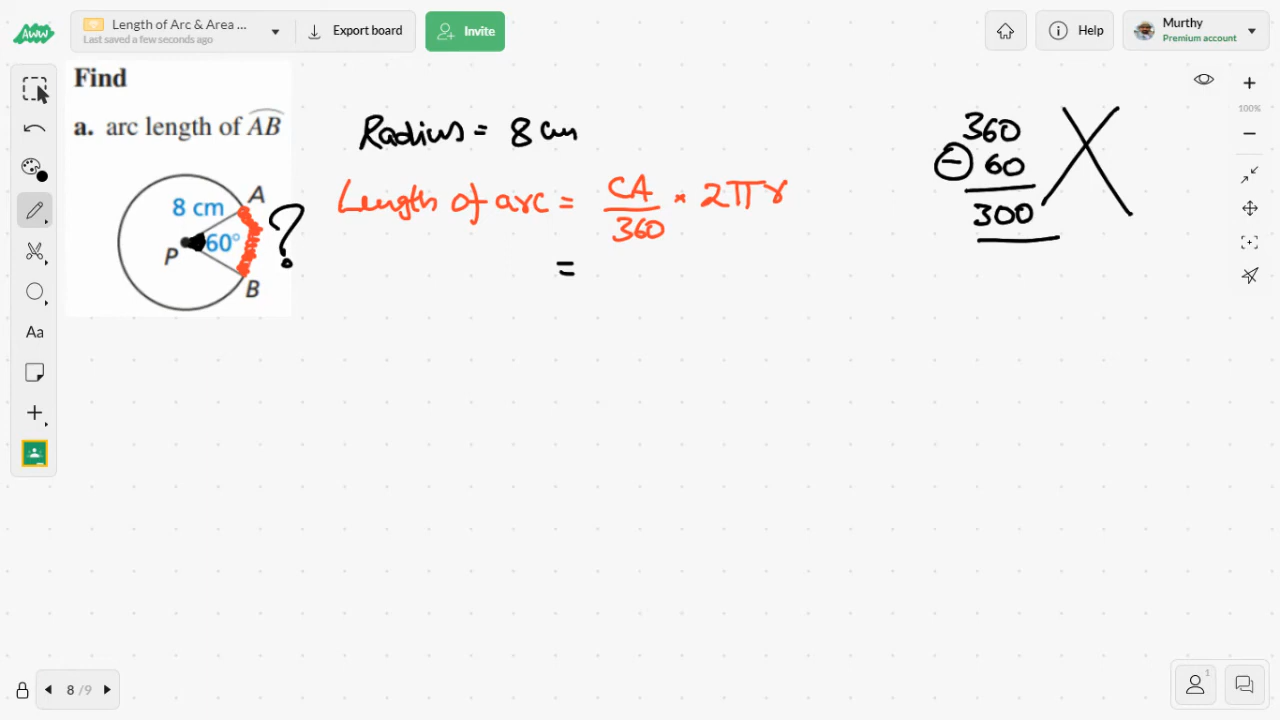 AWW
Length of Arc & Area ...
Last saved a few seconds ago
Export board
Invite
Help
Murthy
Premium account
Find
a. arc length of AB
8 cm
A
60°
P
B
?
Radius = 8 cm
Length of arc = CA/360 × 2πr
=
360
− 60
300
100%
Aa
8 /9
1